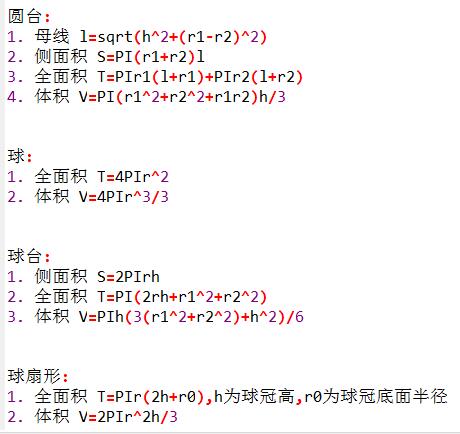 圆台:
1. 母线 l=sqrt(h^2+(r1-r2)^2)
2. 侧面积 S=PI(r1+r2)l
3. 全面积 T=PIr1(l+r1)+PIr2(l+r2)
4. 体积 V=PI(r1^2+r2^2+r1r2)h/3
球:
1. 全面积 T=4PIr^2
2. 体积 V=4PIr^3/3
球台:
1. 侧面积 S=2PIrh
2. 全面积 T=PI(2rh+r1^2+r2^2)
3. 体积 V=PIh(3(r1^2+r2^2)+h^2)/6
球扇形:
1. 全面积 T=PIr(2h+r0),h为球冠高,r0为球冠底面半径
2. 体积 V=2PIr^2h/3